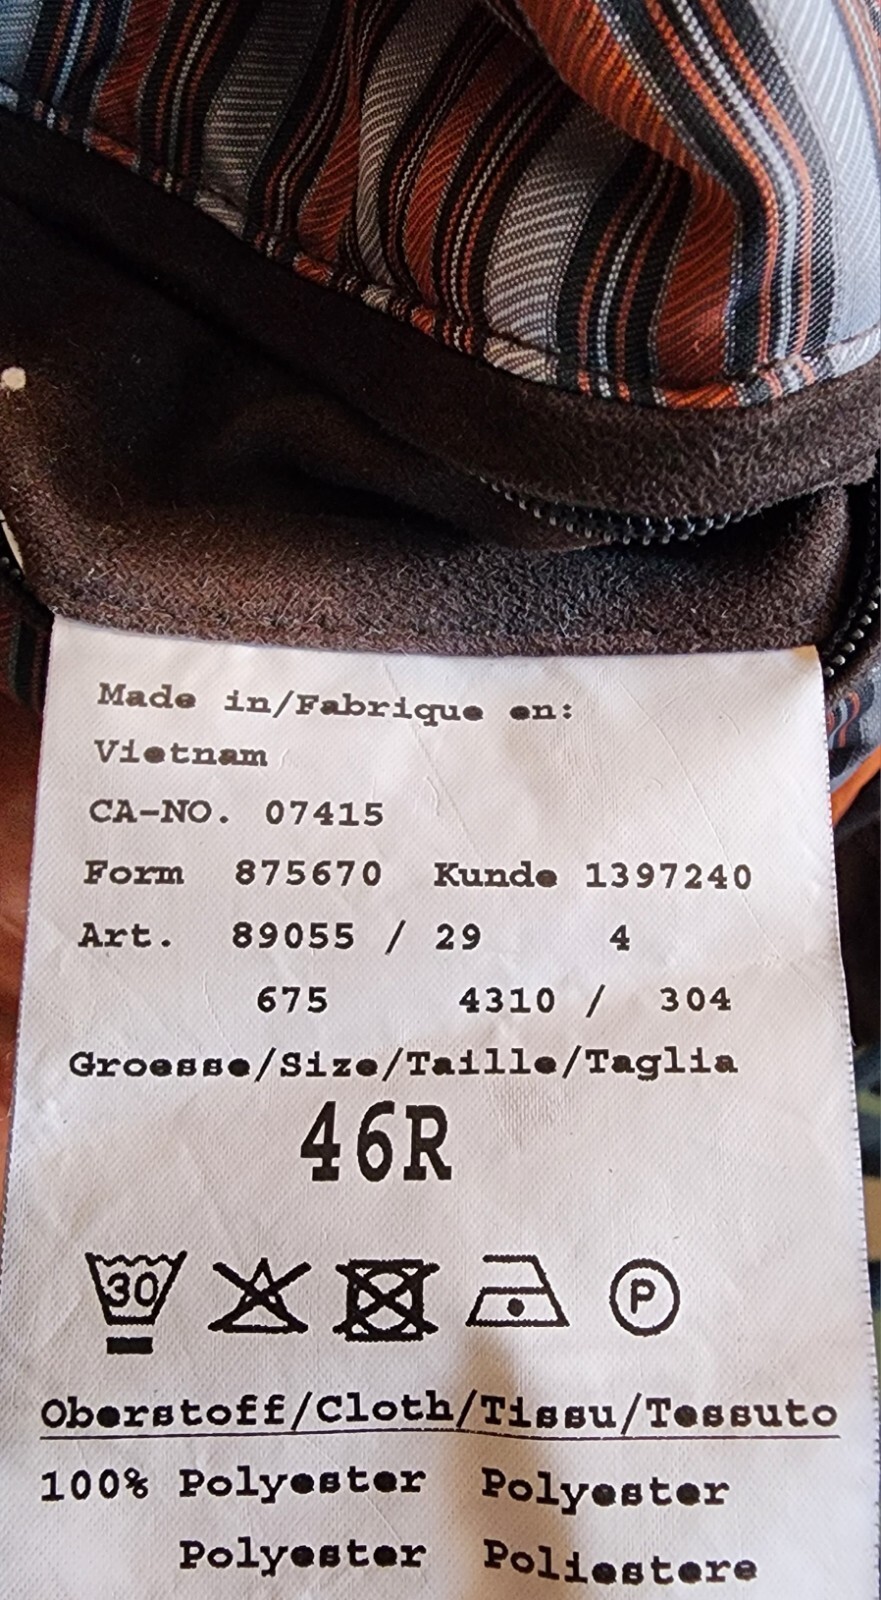 Made in/Fabrique en:
Vietnam
CA-NO. 07415
Form 875670 Kunde 1397240
Art. 89055 / 29 4
675 4310 / 304
Groesse/Size/Taille/Taglia
46R
30 P
Oberstoff/Cloth/Tissu/Tessuto
100% Polyester Polyester
Polyester Poliestere